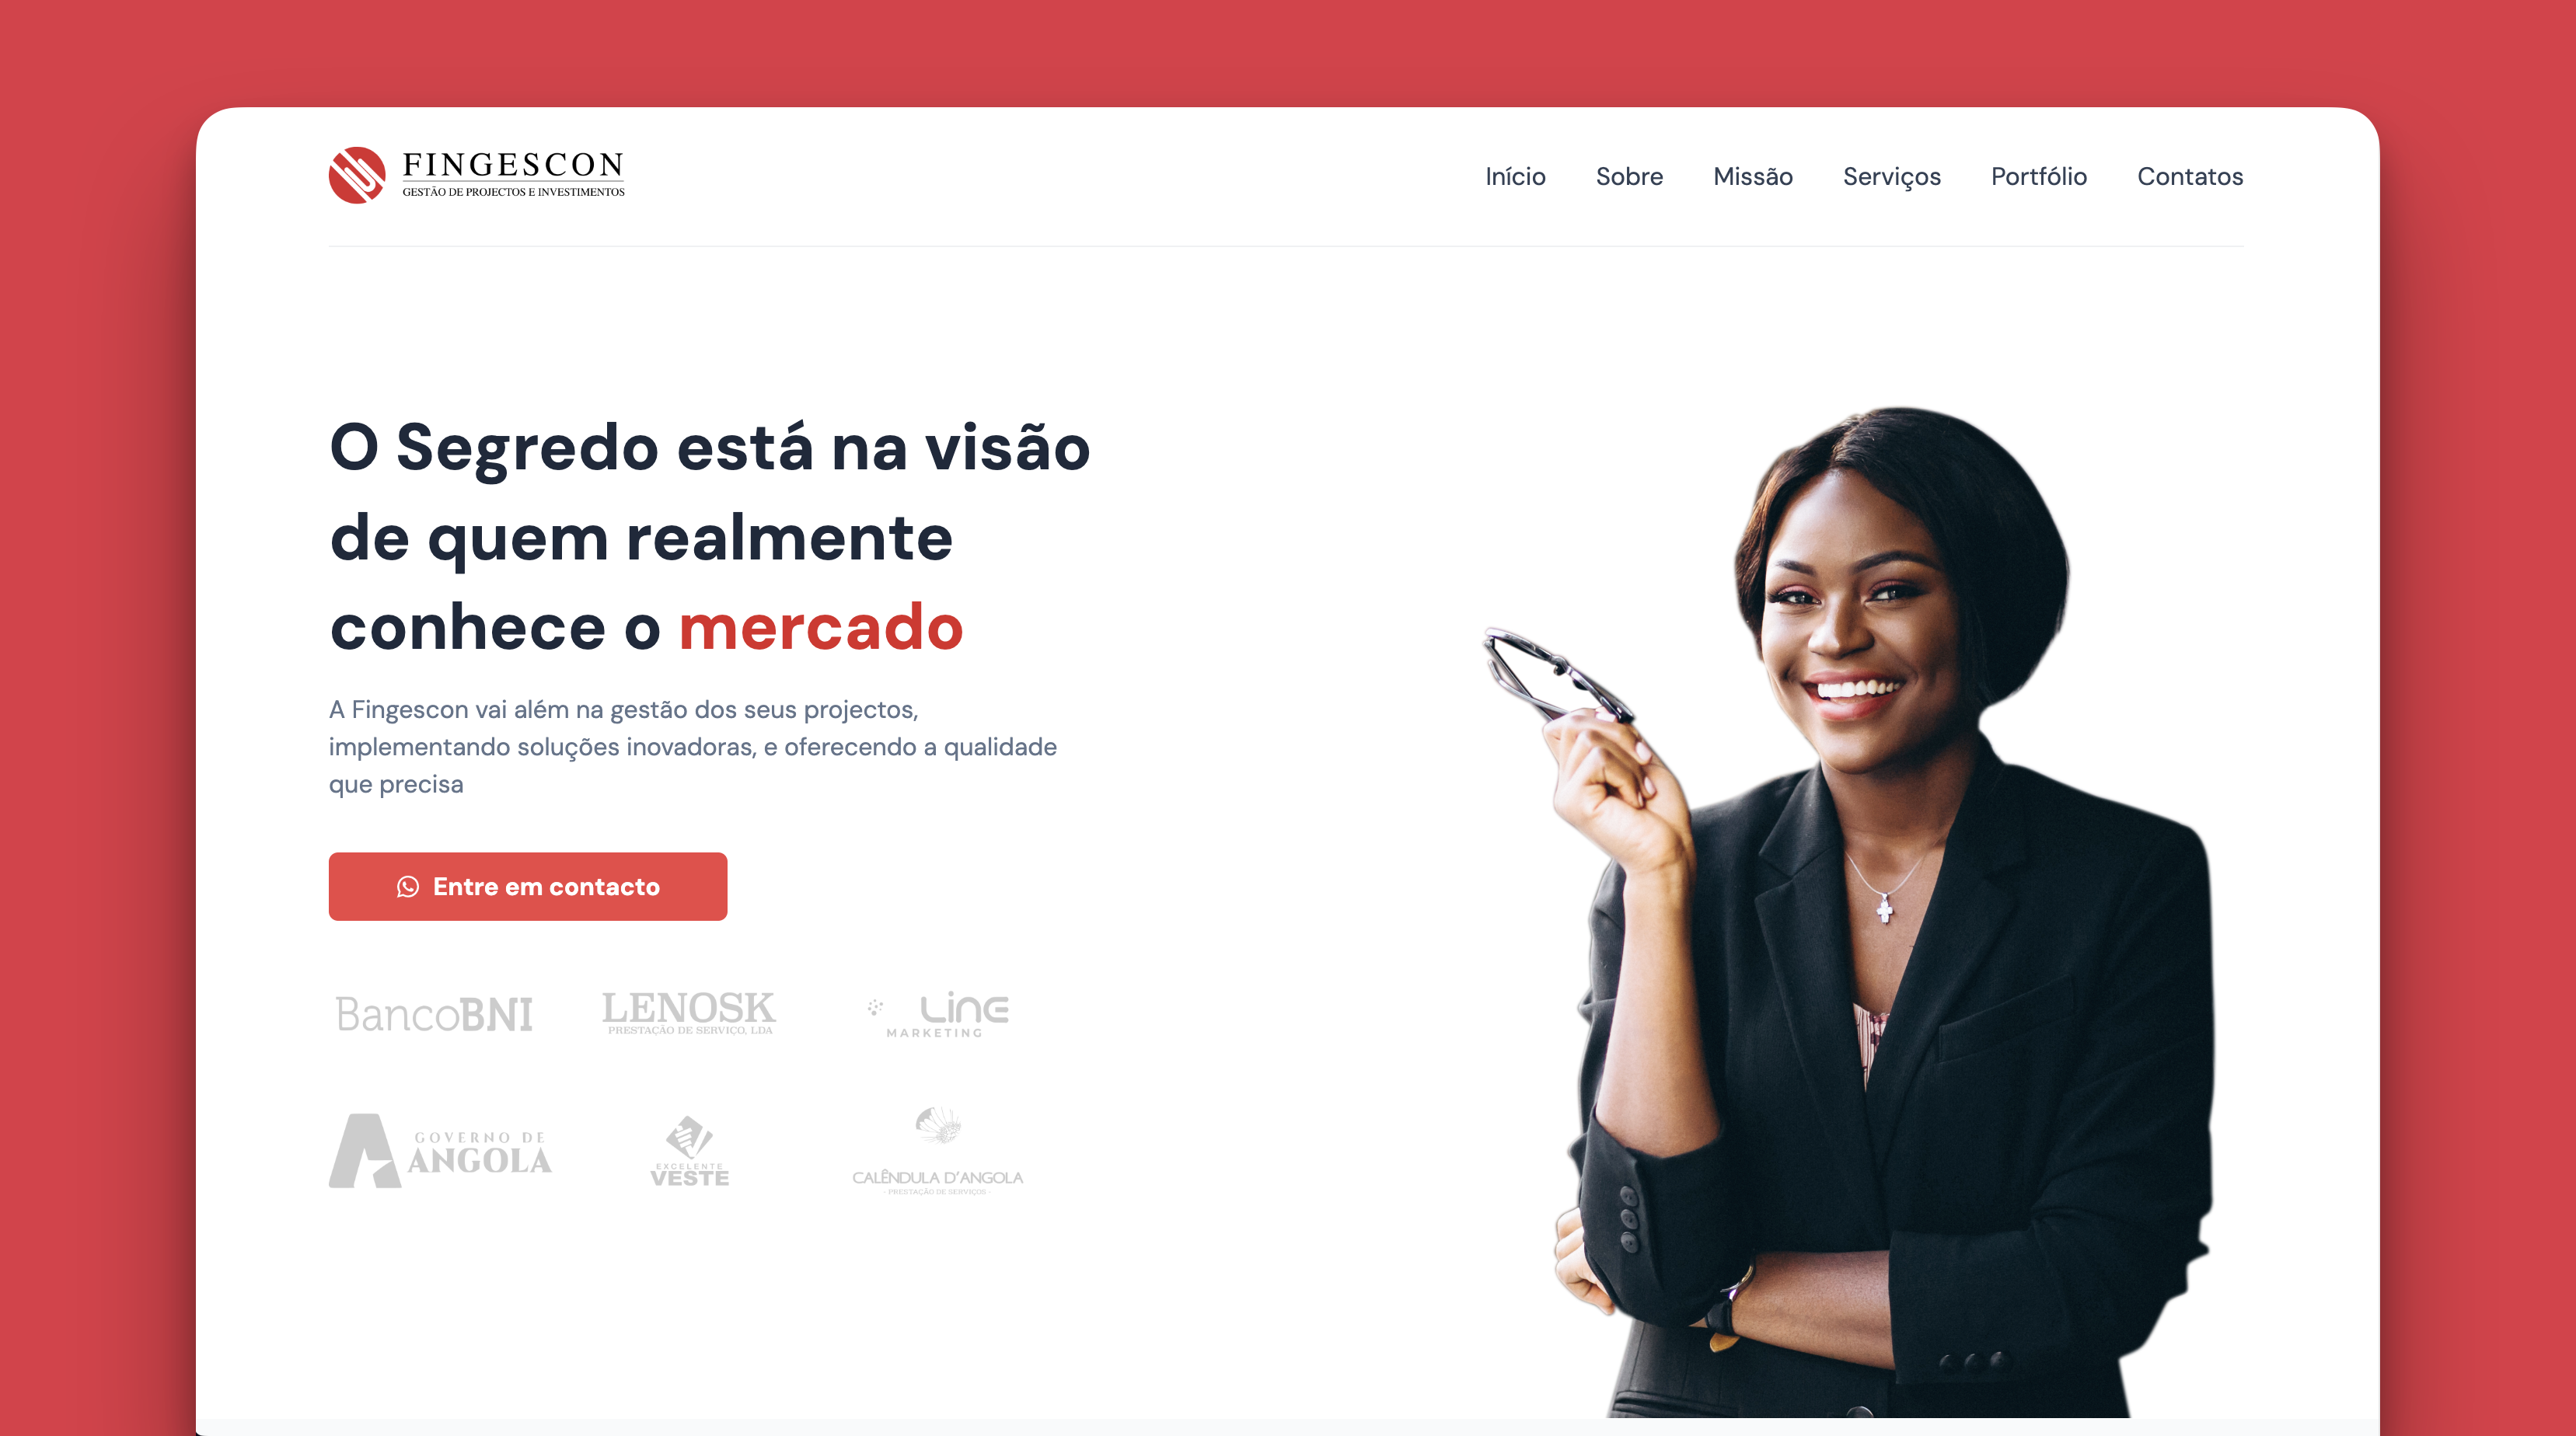 FINGESCON
GESTÃO DE PROJECTOS E INVESTIMENTOS
Início Sobre Missão Serviços Portfólio Contatos
O Segredo está na visão
de quem realmente
conhece o mercado
A Fingescon vai além na gestão dos seus projectos,
implementando soluções inovadoras, e oferecendo a qualidade
que precisa
Entre em contacto
BancoBNI
LENOSK
PRESTAÇÃO DE SERVIÇO, LDA
Line
MARKETING
GOVERNO DE
ANGOLA
EXCELENTE
VESTE
CALÊNDULA D'ANGOLA
- PRESTAÇÃO DE SERVIÇOS -